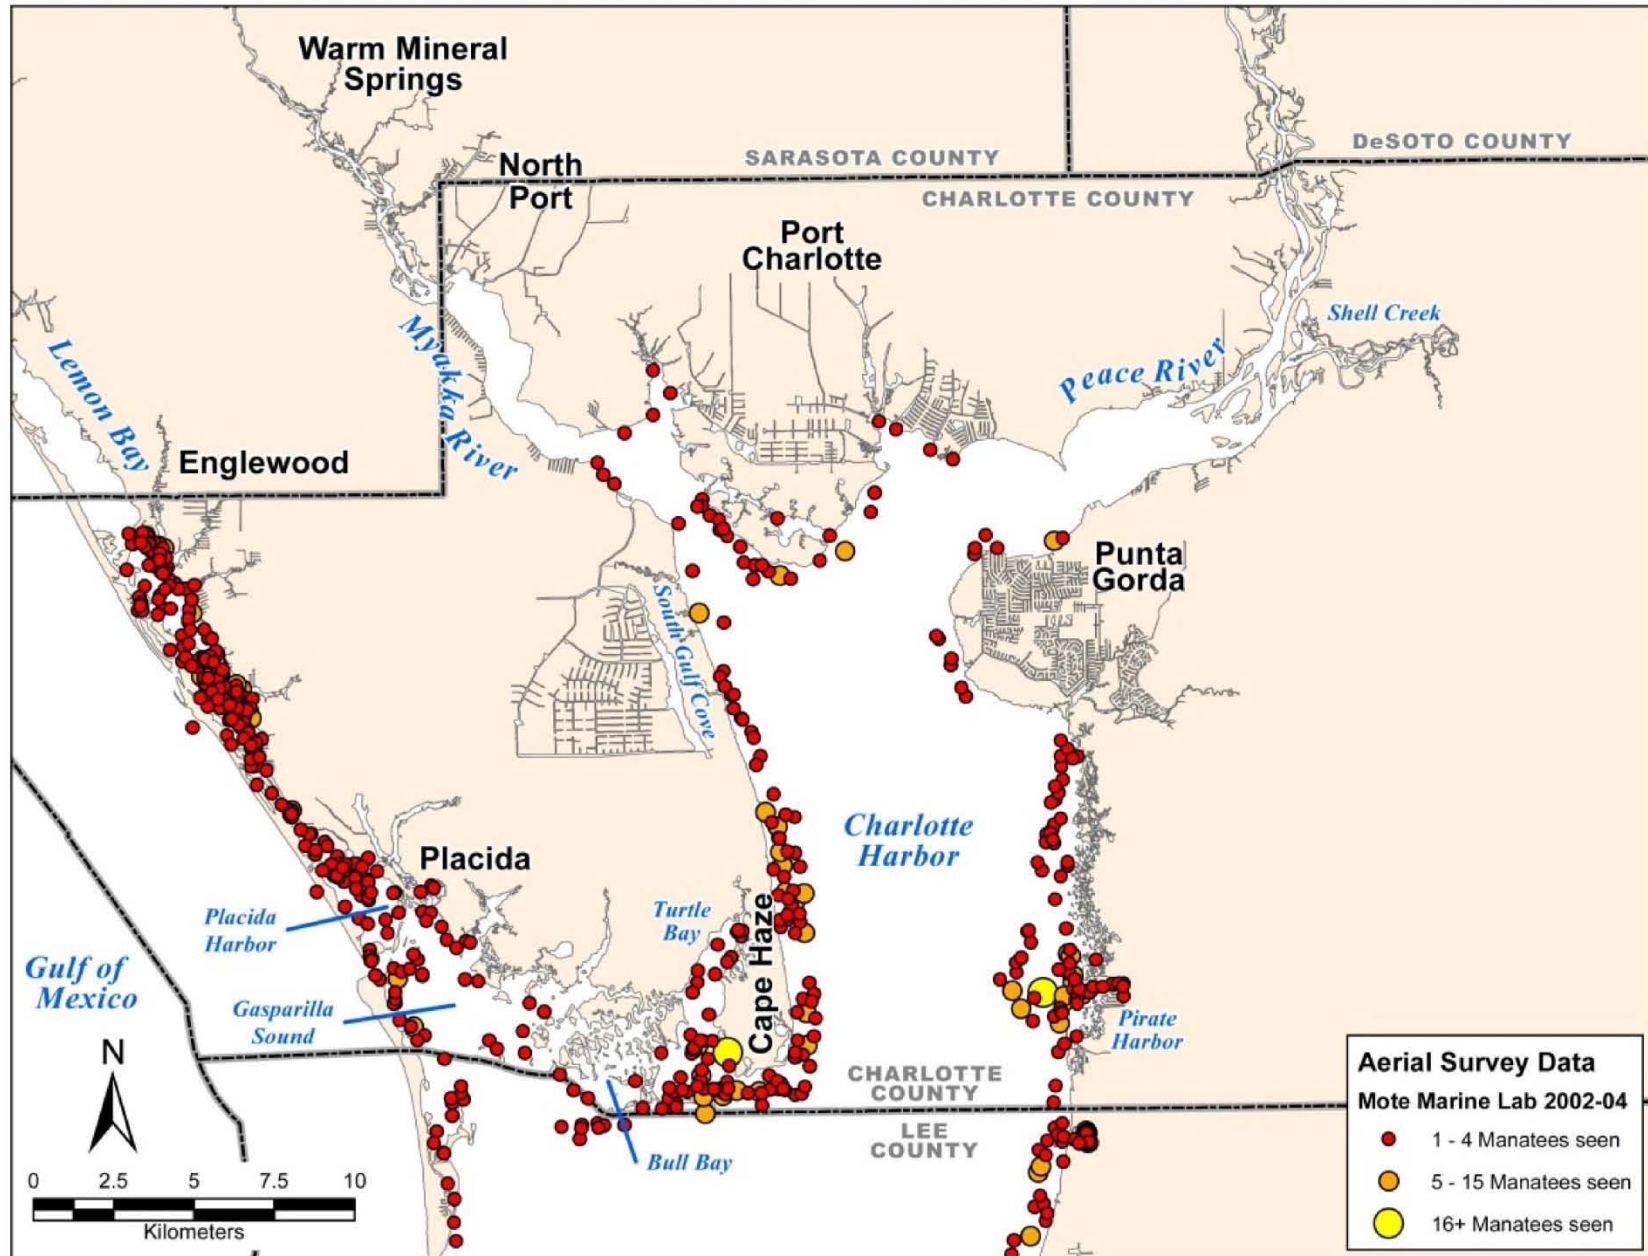 Warm Mineral
Springs
North
Port
SARASOTA COUNTY
DeSOTO COUNTY
CHARLOTTE COUNTY
Port
Charlotte
Shell Creek
Peace River
Myakka River
Lemon Bay
Englewood
Punta
Gorda
South Gulf Cove
Charlotte
Harbor
Placida
Placida
Harbor
Turtle
Bay
Cape Haze
Gulf of
Mexico
Gasparilla
Sound
Pirate
Harbor
CHARLOTTE
COUNTY
LEE
COUNTY
Bull Bay
N
0 2.5 5 7.5 10
Kilometers
Aerial Survey Data
Mote Marine Lab 2002-04
1 - 4 Manatees seen
5 - 15 Manatees seen
16+ Manatees seen